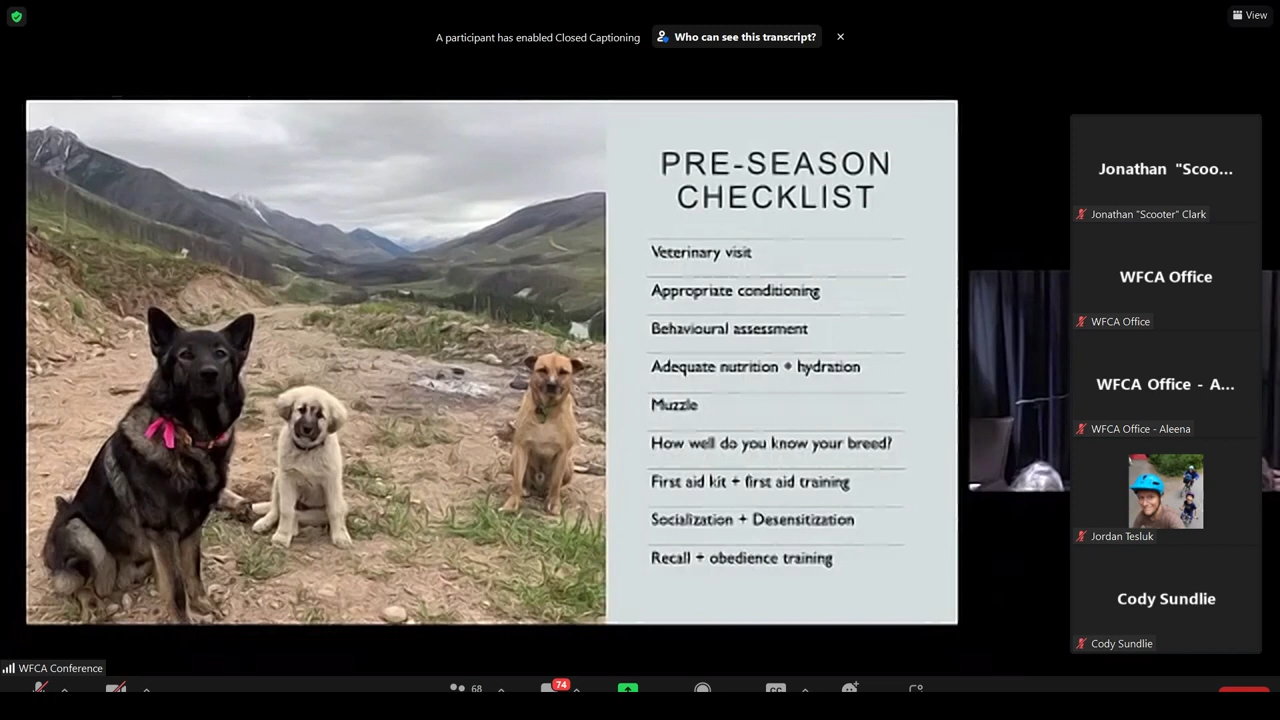 View
A participant has enabled Closed Captioning
Who can see this transcript?
PRE-SEASON
CHECKLIST
Veterinary visit
Appropriate conditioning
Behavioural assessment
Adequate nutrition + hydration
Muzzle
How well do you know your breed?
First aid kit + first aid training
Socialization + Desensitization
Recall + obedience training
Jonathan "Scoo...
Jonathan "Scooter" Clark
WFCA Office
WFCA Office
WFCA Office - A...
WFCA Office - Aleena
Jordan Tesluk
Cody Sundlie
Cody Sundlie
WFCA Conference
68
74
CC